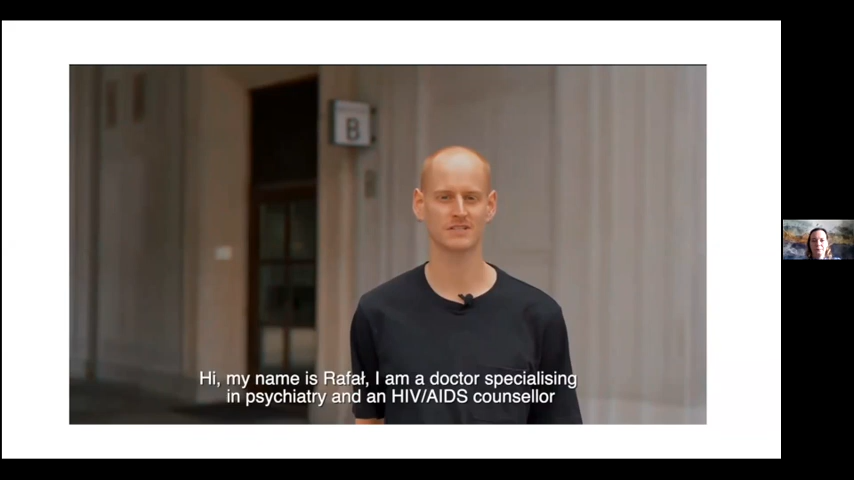 B
Hi, my name is Rafał, I am a doctor specialising
in psychiatry and an HIV/AIDS counsellor